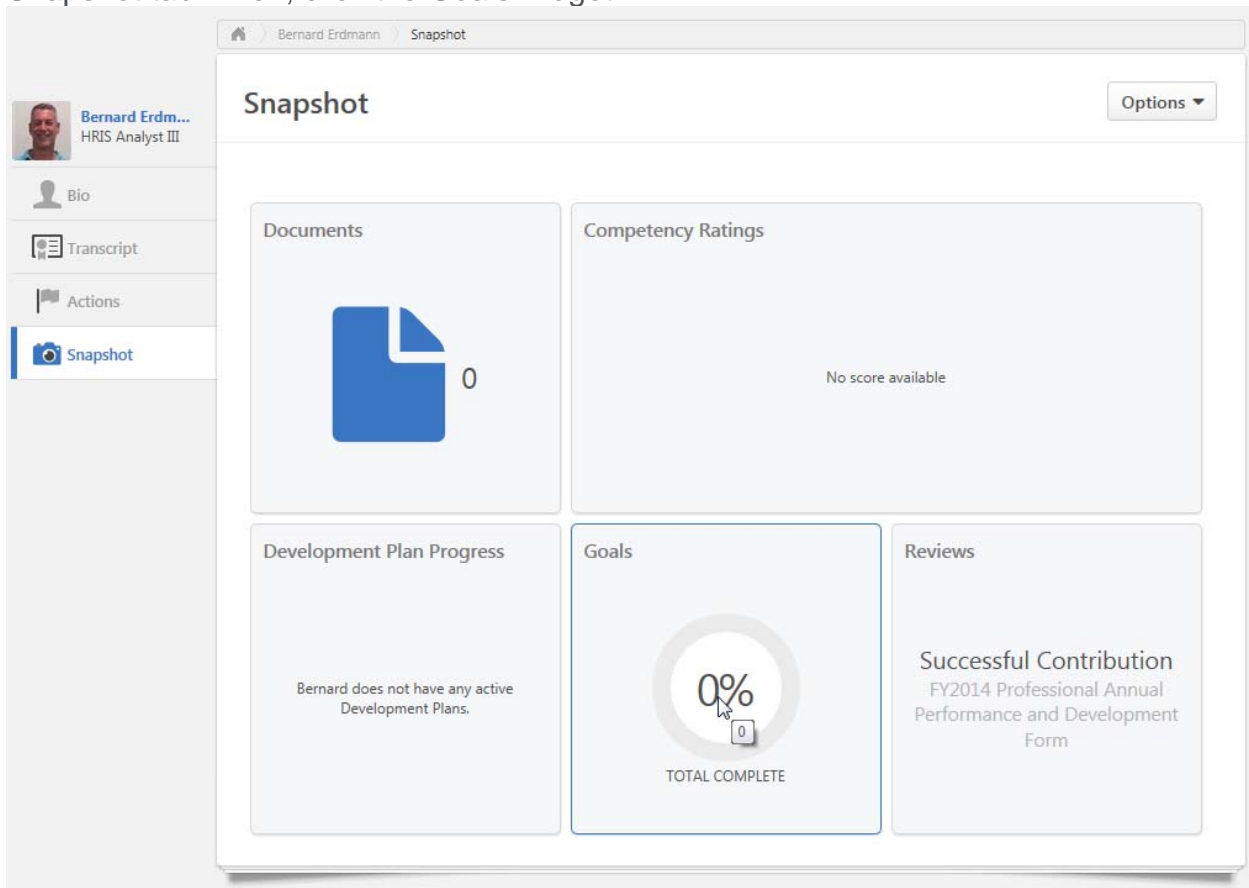 Bernard Erdmann Snapshot
Bernard Erdm...
HRIS Analyst III
Bio
Transcript
Actions
Snapshot
Snapshot
Options
Documents
0
Competency Ratings
No score available
Development Plan Progress
Bernard does not have any active
Development Plans.
Goals
0%
0
TOTAL COMPLETE
Reviews
Successful Contribution
FY2014 Professional Annual
Performance and Development
Form